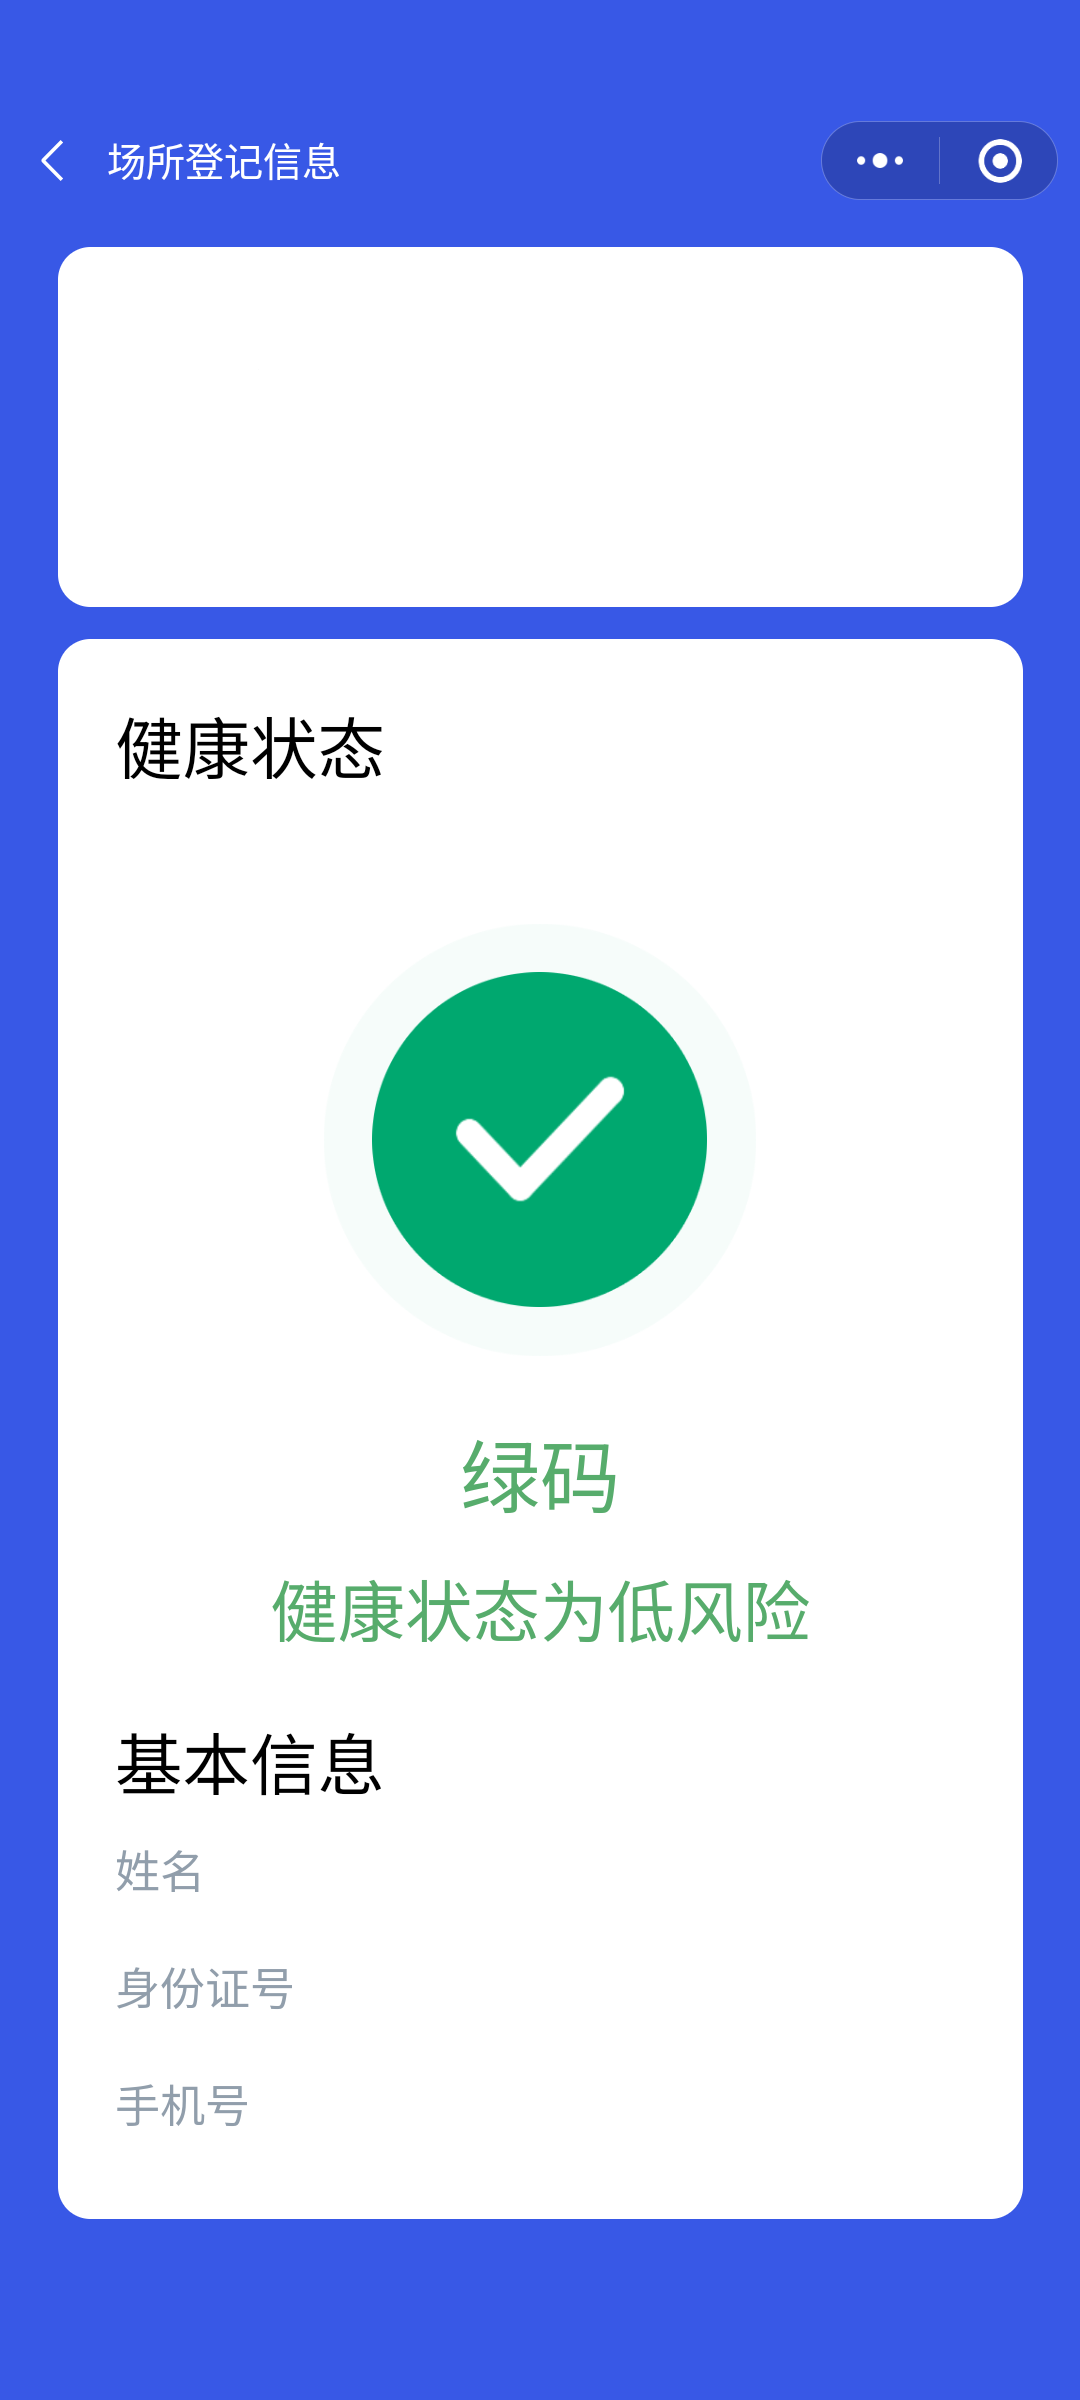 场所登记信息
健康状态
绿码
健康状态为低风险
基本信息
姓名
身份证号
手机号